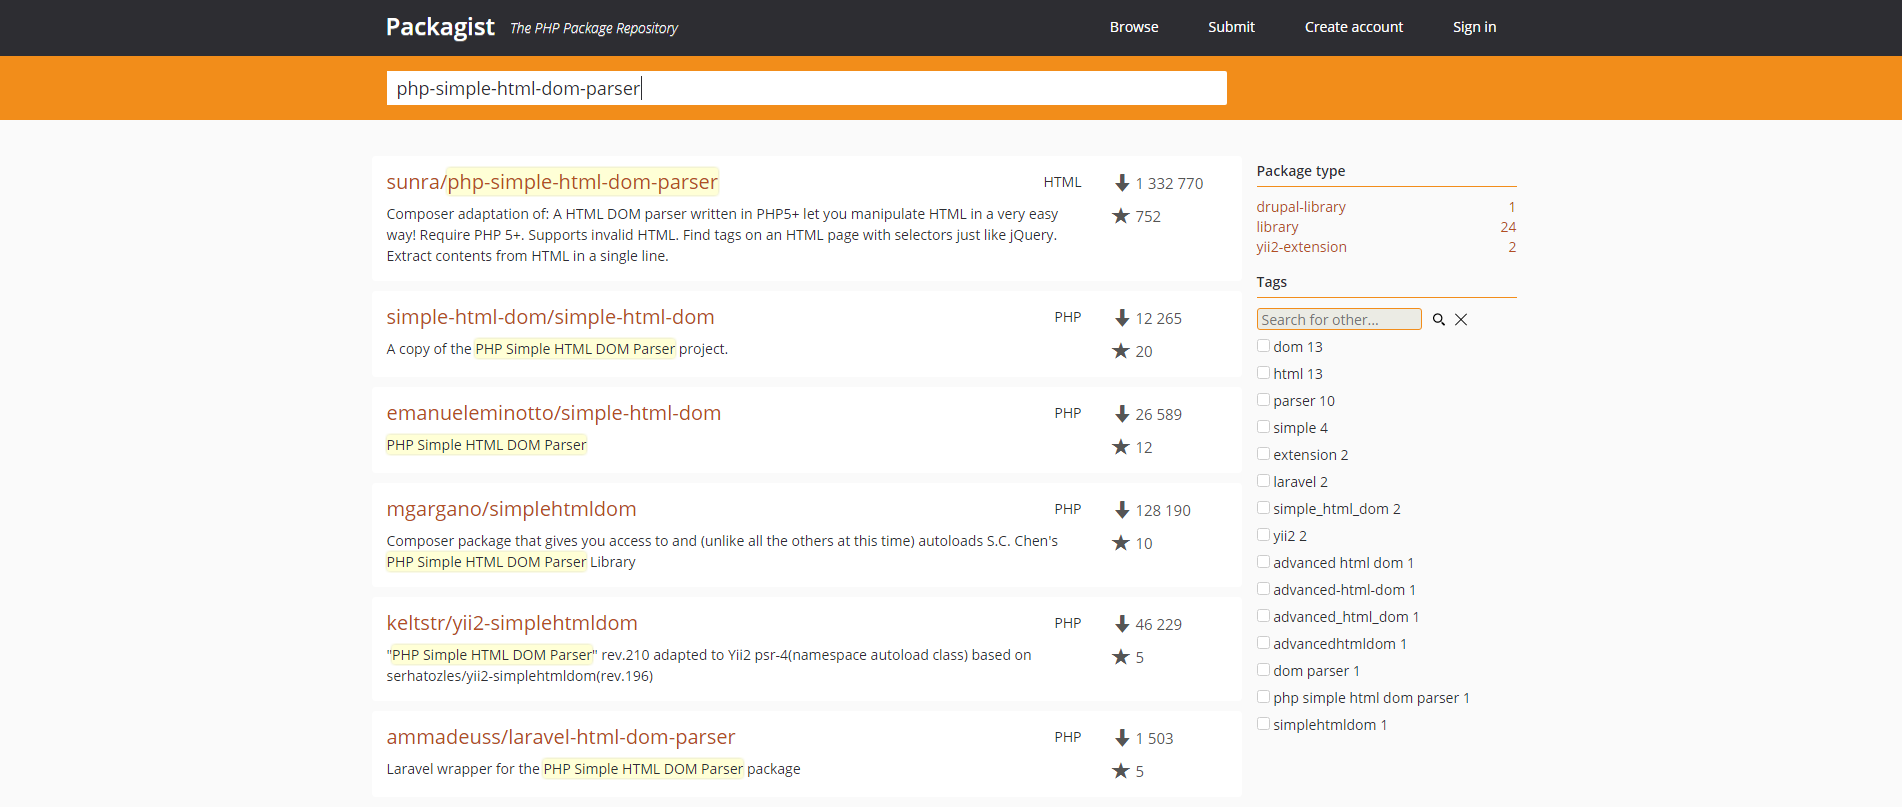 Packagist The PHP Package Repository Browse Submit Create account Sign in
php-simple-html-dom-parser
sunra/php-simple-html-dom-parser HTML 1 332 770
Composer adaptation of: A HTML DOM parser written in PHP5+ let you manipulate HTML in a very easy
752
way! Require PHP 5+. Supports invalid HTML. Find tags on an HTML page with selectors just like jQuery.
Extract contents from HTML in a single line.
simple-html-dom/simple-html-dom PHP 12 265
A copy of the PHP Simple HTML DOM Parser project. 20
emanueleminotto/simple-html-dom PHP 26 589
PHP Simple HTML DOM Parser 12
mgargano/simplehtmldom PHP 128 190
Composer package that gives you access to and (unlike all the others at this time) autoloads S.C. Chen's 10
PHP Simple HTML DOM Parser Library
keltstr/yii2-simplehtmldom PHP 46 229
"PHP Simple HTML DOM Parser" rev.210 adapted to Yii2 psr-4(namespace autoload class) based on 5
serhatozles/yii2-simplehtmldom(rev.196)
ammadeuss/laravel-html-dom-parser PHP 1 503
Laravel wrapper for the PHP Simple HTML DOM Parser package 5
Package type
drupal-library 1
library 24
yii2-extension 2
Tags
Search for other...
dom 13
html 13
parser 10
simple 4
extension 2
laravel 2
simple_html_dom 2
yii2 2
advanced html dom 1
advanced-html-dom 1
advanced_html_dom 1
advancedhtmldom 1
dom parser 1
php simple html dom parser 1
simplehtmldom 1